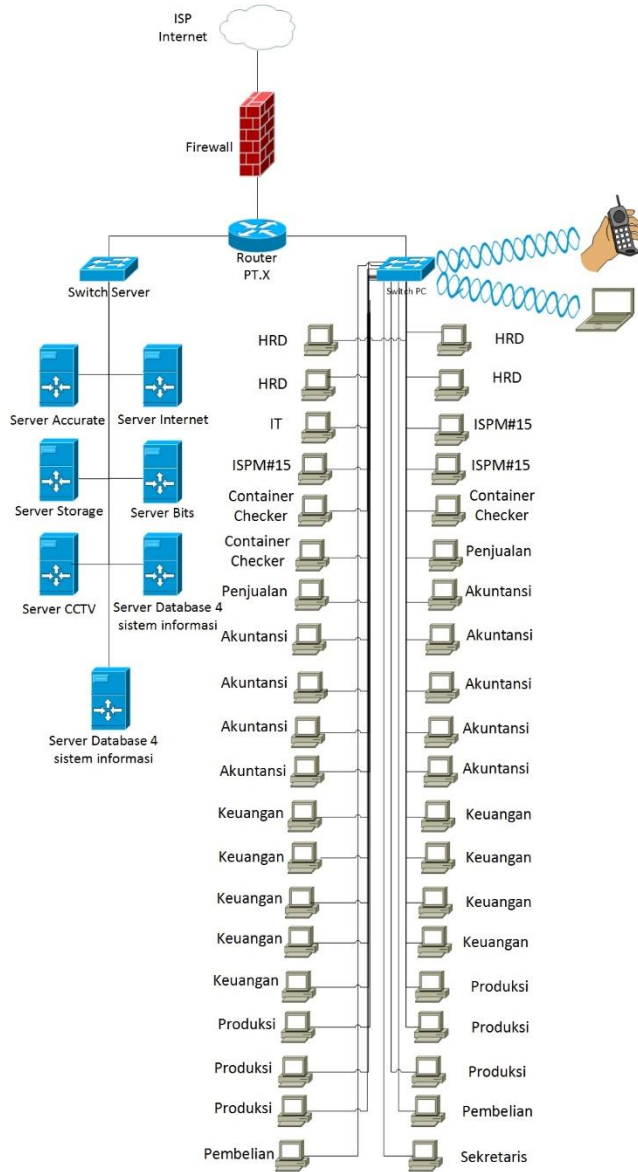 ISP
Internet
Firewall
Router
PT.X
Switch Server
Switch PC
Server Accurate
Server Internet
Server Storage
Server Bits
Server CCTV
Server Database 4
sistem informasi
Server Database 4
sistem informasi
HRD
HRD
HRD
HRD
IT
ISPM#15
ISPM#15
ISPM#15
Container
Checker
Container
Checker
Container
Checker
Penjualan
Penjualan
Akuntansi
Akuntansi
Akuntansi
Akuntansi
Akuntansi
Akuntansi
Akuntansi
Akuntansi
Akuntansi
Keuangan
Keuangan
Keuangan
Keuangan
Keuangan
Keuangan
Keuangan
Keuangan
Keuangan
Produksi
Produksi
Produksi
Produksi
Produksi
Produksi
Pembelian
Pembelian
Sekretaris